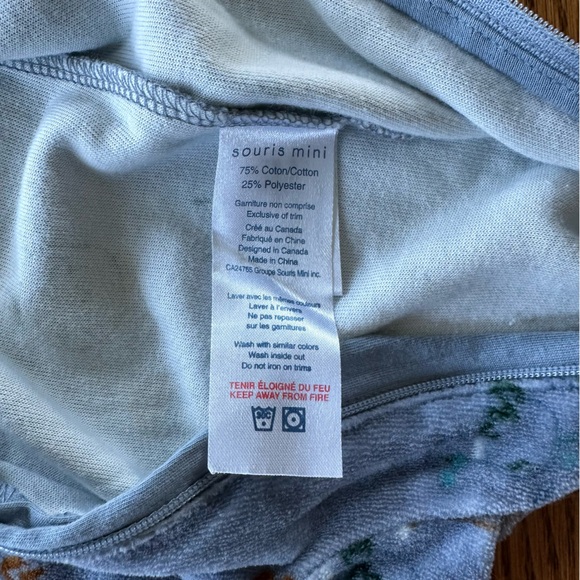 souris mini
75% Coton/Cotton
25% Polyester
Garniture non comprise
Exclusive of trim
Créé au Canada
Fabriqué en Chine
Designed in Canada
Made in China
CA24755 Groupe Souris Mini inc.
Laver avec les mêmes couleurs
Laver à l'envers
Ne pas repasser
sur les garnitures
Wash with similar colors
Wash inside out
Do not iron on trims
TENIR ÉLOIGNÉ DU FEU
KEEP AWAY FROM FIRE
30C